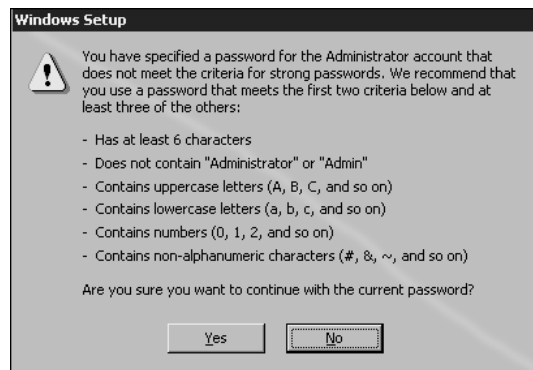 Windows Setup
You have specified a password for the Administrator account that
does not meet the criteria for strong passwords. We recommend that
you use a password that meets the first two criteria below and at
least three of the others:
- Has at least 6 characters
- Does not contain "Administrator" or "Admin"
- Contains uppercase letters (A, B, C, and so on)
- Contains lowercase letters (a, b, c, and so on)
- Contains numbers (0, 1, 2, and so on)
- Contains non-alphanumeric characters (#, &, ~, and so on)
Are you sure you want to continue with the current password?
Yes No